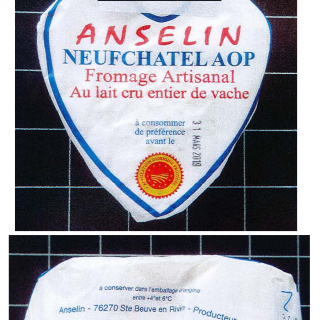 ANSELIN
NEUFCHATEL AOP
Fromage Artisanal
Au lait cru entier de vache
à consommer
de préférence
avant le
31 MARS 2019
à conserver dans l'emballage d'origine
entre +4°et 6°C
Anselin - 76270 Ste Beuve en Rivière - Producteur